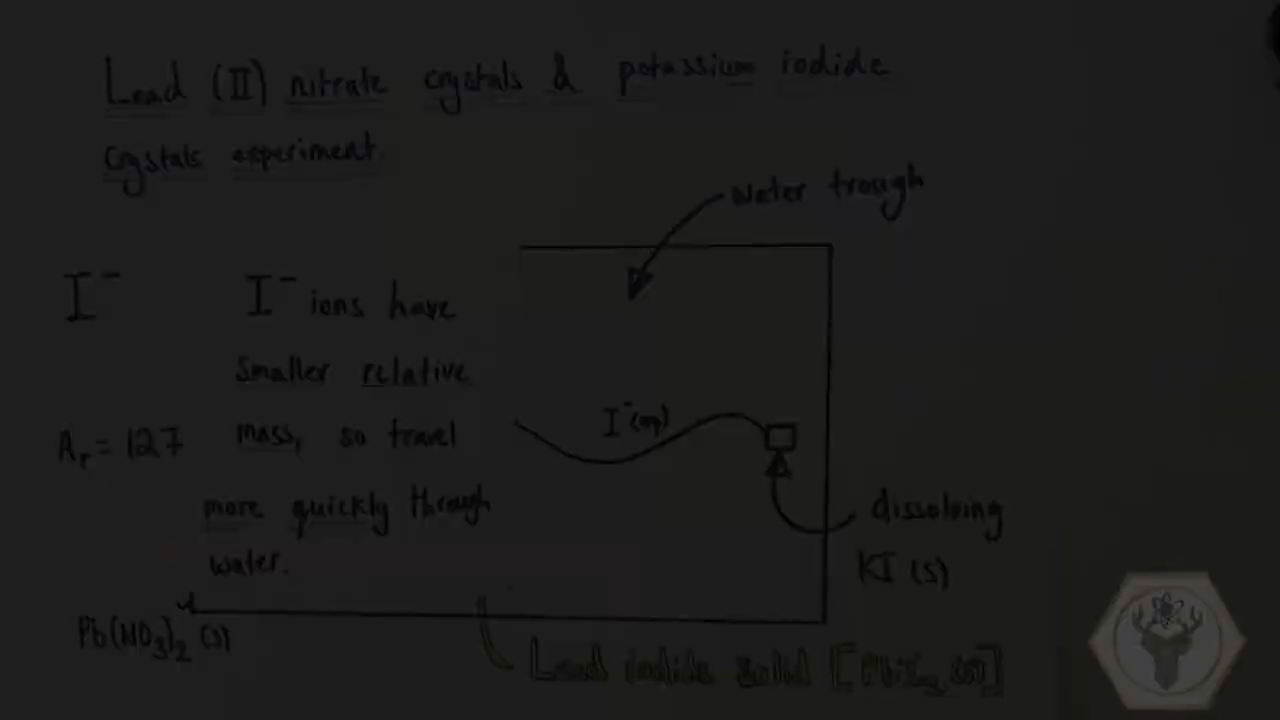 Lead (II) nitrate crystals & potassium iodide
crystals experiment.
water trough
I⁻
I⁻ ions have
smaller relative
mass, so travel
more quickly through
water.
Aᵣ = 127
I⁻(aq)
dissolving
KI (s)
Pb(NO₃)₂ (s)
Lead iodide solid [PbI₂ (s)]